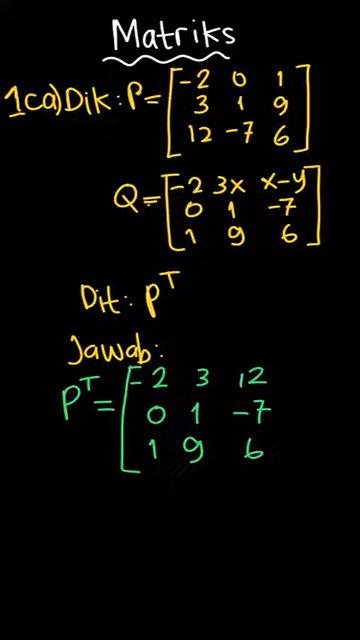 Matriks
1(a) Dik: P = [-2 0 1
3 1 9
12 -7 6]
Q = [-2 3x x-y
0 1 -7
1 9 6]
Dit: P^T
Jawab:
P^T = [-2 3 12
0 1 -7
1 9 6